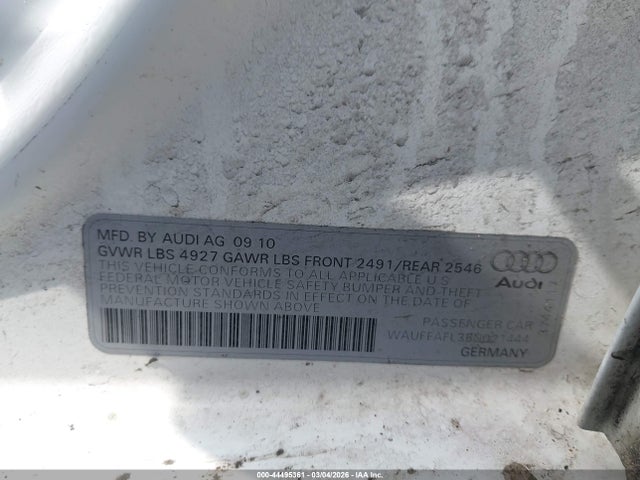 MFD. BY AUDI AG 09 10
GVWR LBS 4927 GAWR LBS FRONT 2491/REAR 2546
THIS VEHICLE CONFORMS TO ALL APPLICABLE U S
FEDERAL MOTOR VEHICLE SAFETY BUMPER AND THEFT
PREVENTION STANDARDS IN EFFECT ON THE DATE OF
MANUFACTURE SHOWN ABOVE
Audi
PASSENGER CAR
GERMANY
000-44495361 - 03/04/2026 - IAA Inc.